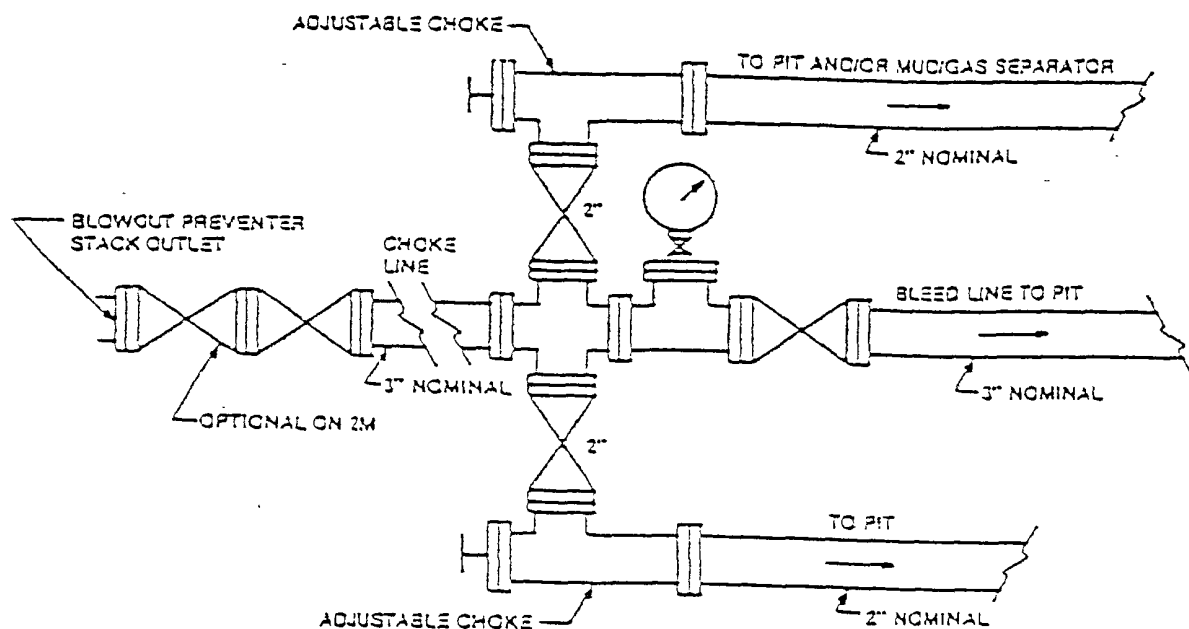 ADJUSTABLE CHOKE
TO PIT AND/OR MUD/GAS SEPARATOR
2" NOMINAL
2"
BLOWOUT PREVENTER
STACK OUTLET
CHOKE
LINE
BLEED LINE TO PIT
3" NOMINAL
3" NOMINAL
OPTIONAL ON 2M
2"
TO PIT
ADJUSTABLE CHOKE
2" NOMINAL